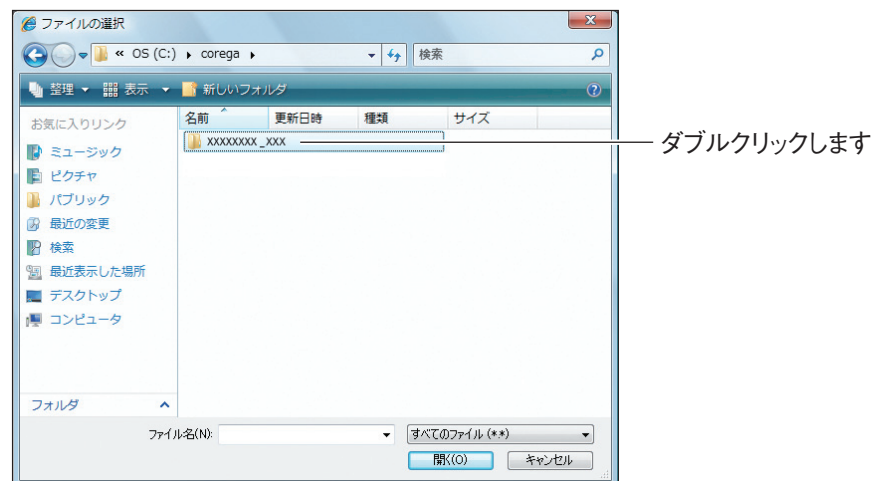 ファイルの選択
« OS (C:) ▸ corega ▸ 検索
整理 表示 新しいフォルダ
お気に入りリンク
名前 更新日時 種類 サイズ
xxxxxxxx_xxx
ダブルクリックします
ミュージック
ピクチャ
パブリック
最近の変更
検索
最近表示した場所
デスクトップ
コンピュータ
フォルダ
ファイル名(N): すべてのファイル (*.*)
開く(O) キャンセル